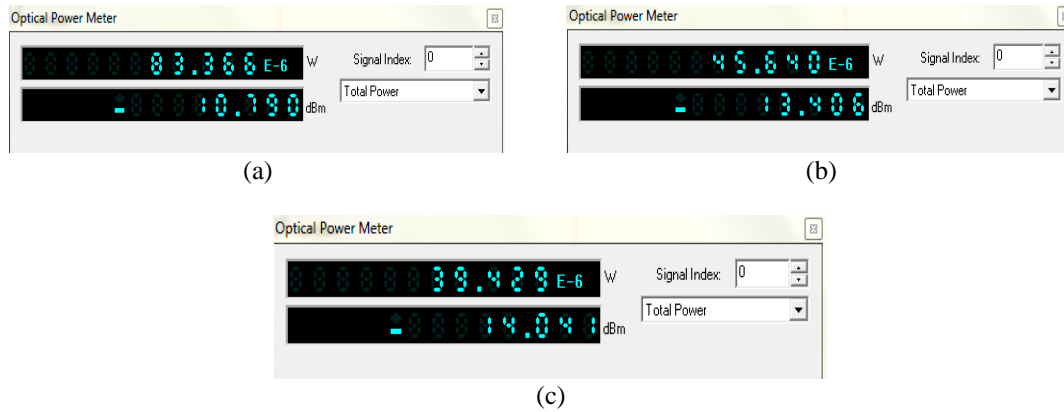 Optical Power Meter
83.366 E-6 W Signal Index: 0
- 10.790 dBm Total Power
(a)
Optical Power Meter
45.640 E-6 W Signal Index: 0
- 13.406 dBm Total Power
(b)
Optical Power Meter
39.429 E-6 W Signal Index: 0
- 14.041 dBm Total Power
(c)